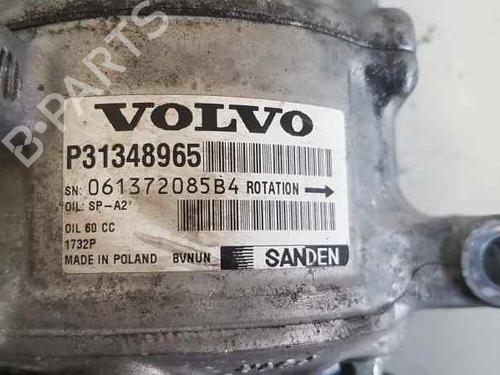 B-PARTS
VOLVO
P31348965
SN: 061372085B4 ROTATION →
OIL: SP-A2
OIL 60 CC
1732P
MADE IN POLAND BVNUN SANDEN